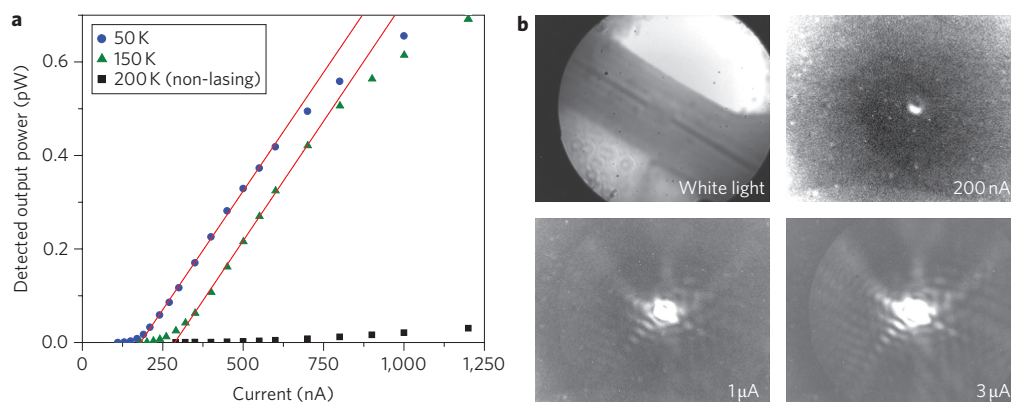 a
50 K
150 K
200 K (non-lasing)
Detected output power (pW)
0.6
0.4
0.2
0.0
0
250
500
750
1,000
1,250
Current (nA)
b
White light
200 nA
1 μA
3 μA